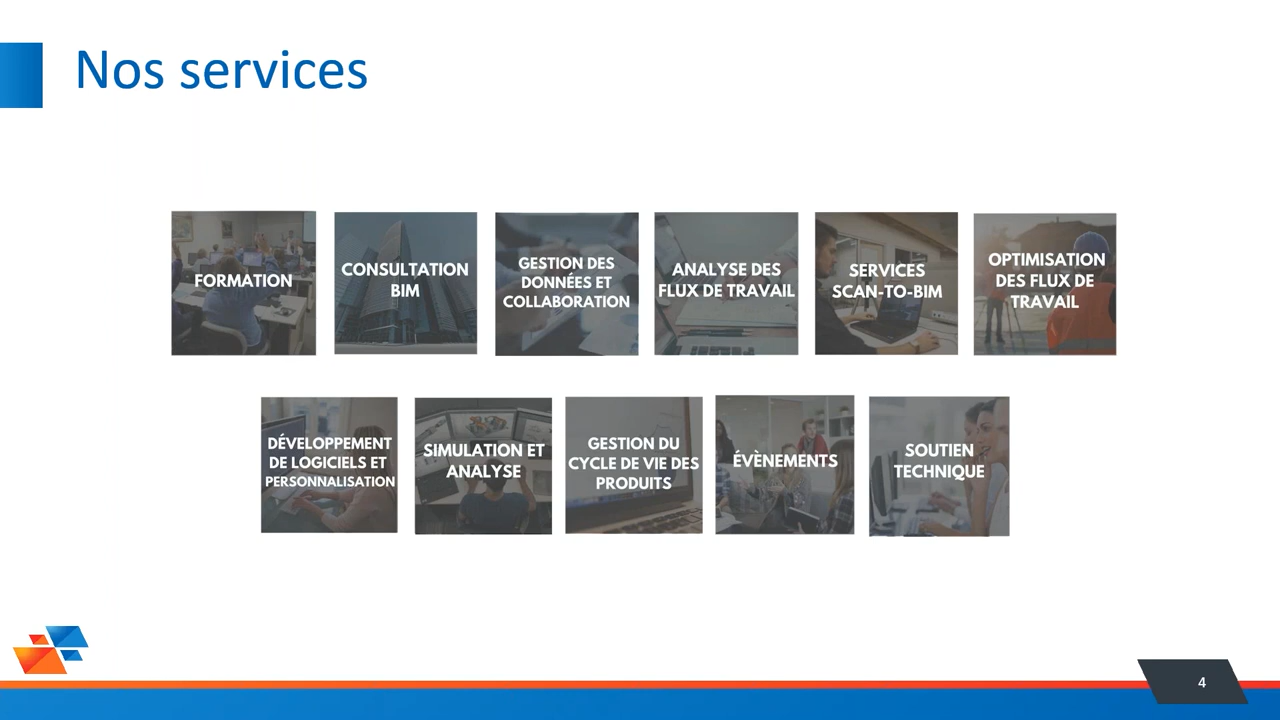 Nos services
FORMATION
CONSULTATION
BIM
GESTION DES
DONNÉES ET
COLLABORATION
ANALYSE DES
FLUX DE TRAVAIL
SERVICES
SCAN-TO-BIM
OPTIMISATION
DES FLUX DE
TRAVAIL
DÉVELOPPEMENT
DE LOGICIELS ET
PERSONNALISATION
SIMULATION ET
ANALYSE
GESTION DU
CYCLE DE VIE DES
PRODUITS
ÉVÈNEMENTS
SOUTIEN
TECHNIQUE
4